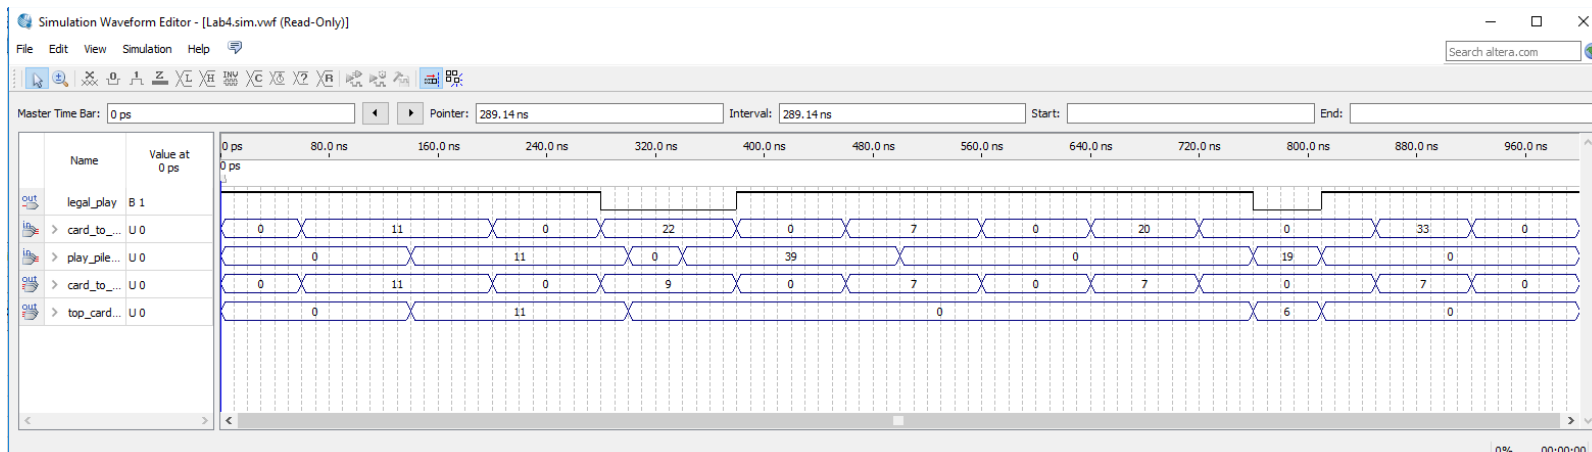 Simulation Waveform Editor - [Lab4.sim.vwf (Read-Only)]
File Edit View Simulation Help
Search altera.com
Master Time Bar: 0 ps Pointer: 289.14 ns Interval: 289.14 ns Start: End:
Name Value at 0 ps
0 ps 80.0 ns 160.0 ns 240.0 ns 320.0 ns 400.0 ns 480.0 ns 560.0 ns 640.0 ns 720.0 ns 800.0 ns 880.0 ns 960.0 ns
0 ps
out legal_play B 1
in > card_to_... U 0 0 11 0 22 0 7 0 20 0 33 0
in > play_pile... U 0 0 11 0 39 0 19 0
out > card_to_... U 0 0 11 0 9 0 7 0 7 0 7 0
out > top_card... U 0 0 11 0 6 0
0% 00:00:00